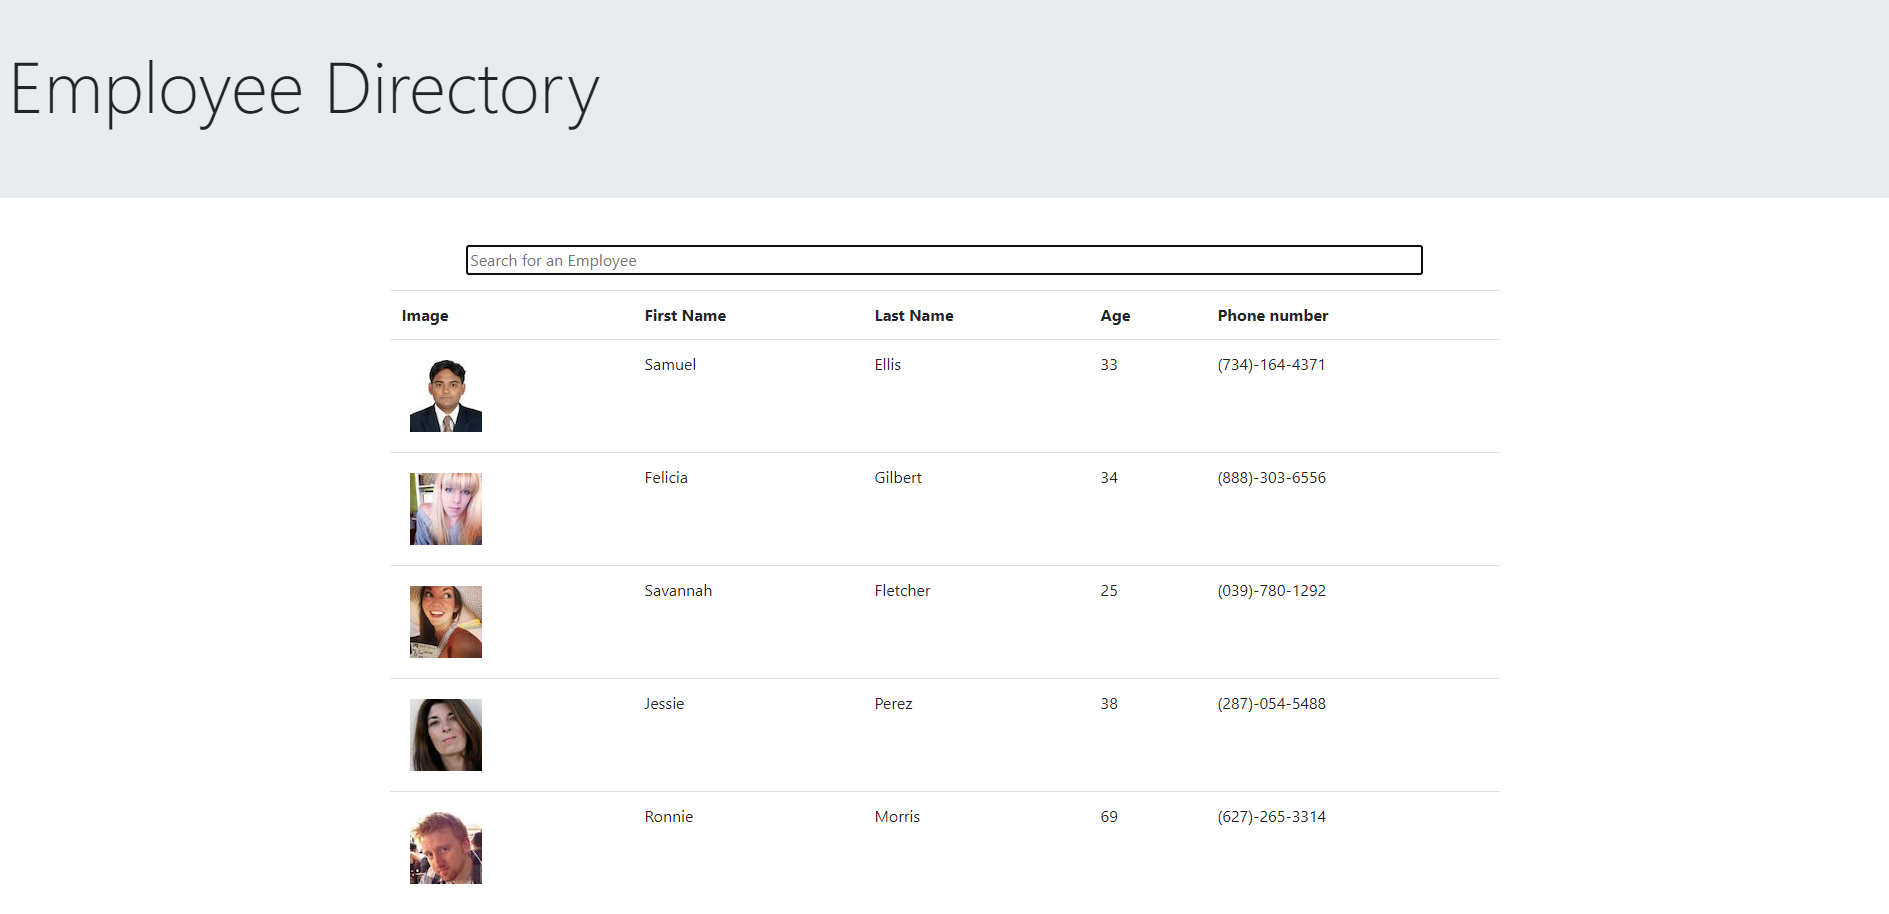 Employee Directory
Search for an Employee
Image First Name Last Name Age Phone number
Samuel Ellis 33 (734)-164-4371
Felicia Gilbert 34 (888)-303-6556
Savannah Fletcher 25 (039)-780-1292
Jessie Perez 38 (287)-054-5488
Ronnie Morris 69 (627)-265-3314